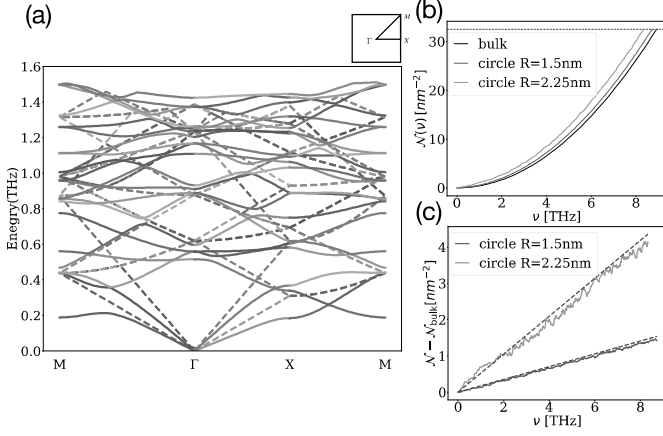 (a)
M
Γ
X
Enegry(THz)
1.6
1.4
1.2
1.0
0.8
0.6
0.4
0.2
0.0
M
Γ
X
M
(b)
𝒩(ν) [nm⁻²]
30
20
10
0
bulk
circle R=1.5nm
circle R=2.25nm
0
2
4
6
8
ν [THz]
(c)
𝒩 − 𝒩bulk[nm⁻²]
4
3
2
1
0
circle R=1.5nm
circle R=2.25nm
0
2
4
6
8
ν [THz]